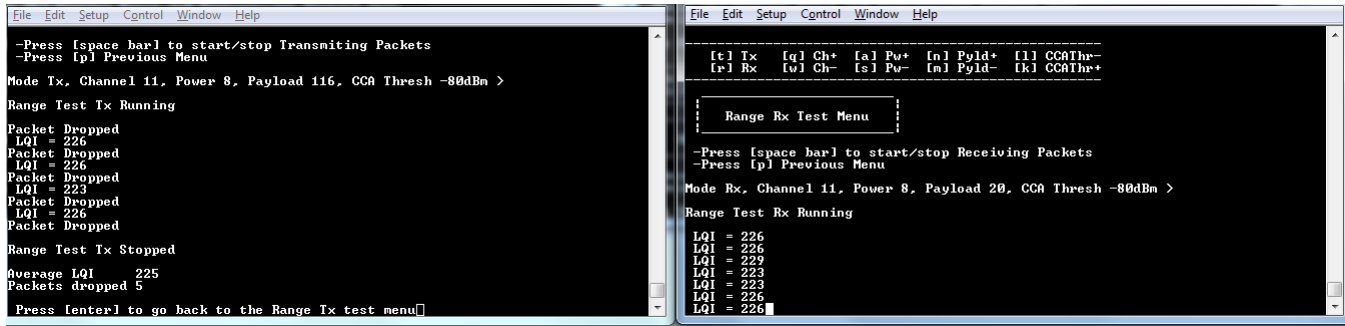 File Edit Setup Control Window Help
-Press [space bar] to start/stop Transmiting Packets
-Press [p] Previous Menu
Mode Tx, Channel 11, Power 8, Payload 116, CCA Thresh -80dBm >
Range Test Tx Running
Packet Dropped
LQI = 226
Packet Dropped
LQI = 226
Packet Dropped
LQI = 223
Packet Dropped
LQI = 226
Packet Dropped
Range Test Tx Stopped
Average LQI 225
Packets dropped 5
Press [enter] to go back to the Range Tx test menu
File Edit Setup Control Window Help
[t] Tx [q] Ch+ [a] Pw+ [n] Pyld+ [l] CCAThr-
[r] Rx [w] Ch- [s] Pw- [m] Pyld- [k] CCAThr+
Range Rx Test Menu
-Press [space bar] to start/stop Receiving Packets
-Press [p] Previous Menu
Mode Rx, Channel 11, Power 8, Payload 20, CCA Thresh -80dBm >
Range Test Rx Running
LQI = 226
LQI = 226
LQI = 229
LQI = 223
LQI = 223
LQI = 226
LQI = 226